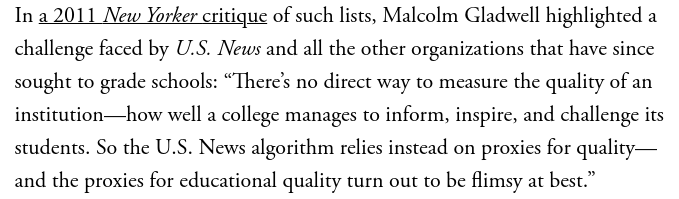 In a 2011 New Yorker critique of such lists, Malcolm Gladwell highlighted a
challenge faced by U.S. News and all the other organizations that have since
sought to grade schools: “There’s no direct way to measure the quality of an
institution—how well a college manages to inform, inspire, and challenge its
students. So the U.S. News algorithm relies instead on proxies for quality—
and the proxies for educational quality turn out to be flimsy at best.”